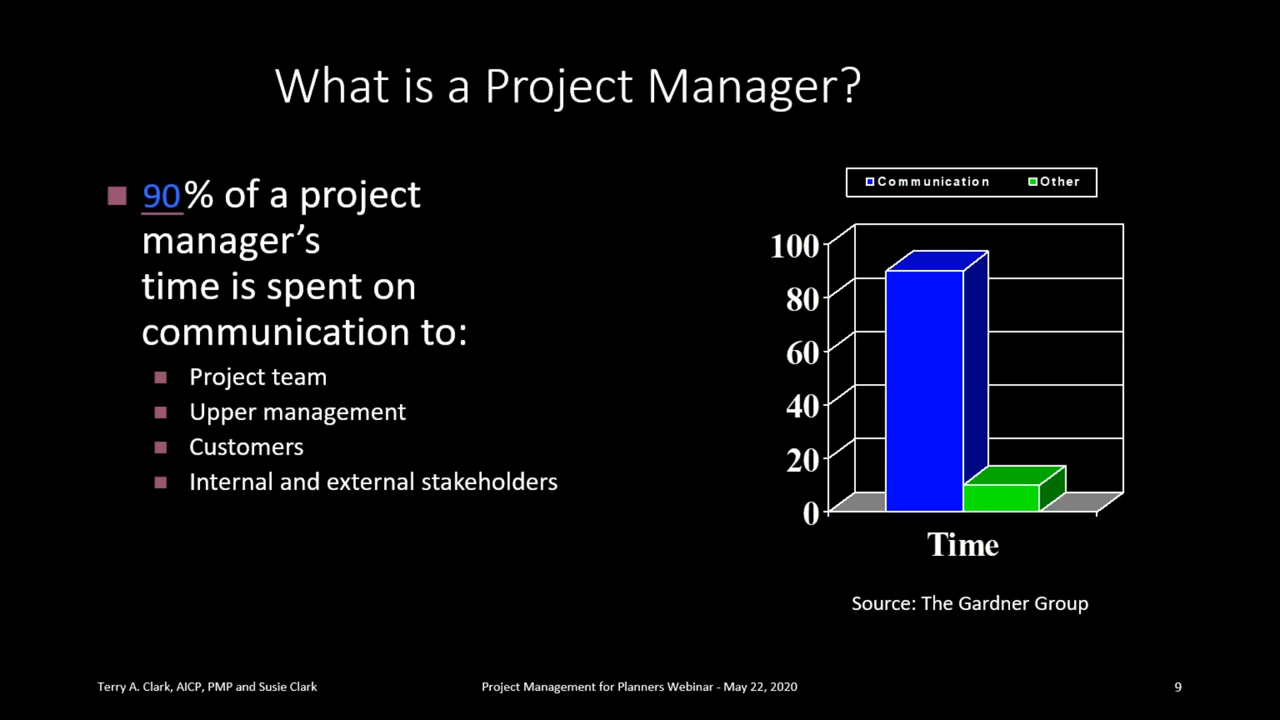 What is a Project Manager?
90% of a project
manager’s
time is spent on
communication to:
Project team
Upper management
Customers
Internal and external stakeholders
Communication Other
100
80
60
40
20
0
Time
Source: The Gardner Group
Terry A. Clark, AICP, PMP and Susie Clark
Project Management for Planners Webinar - May 22, 2020
9